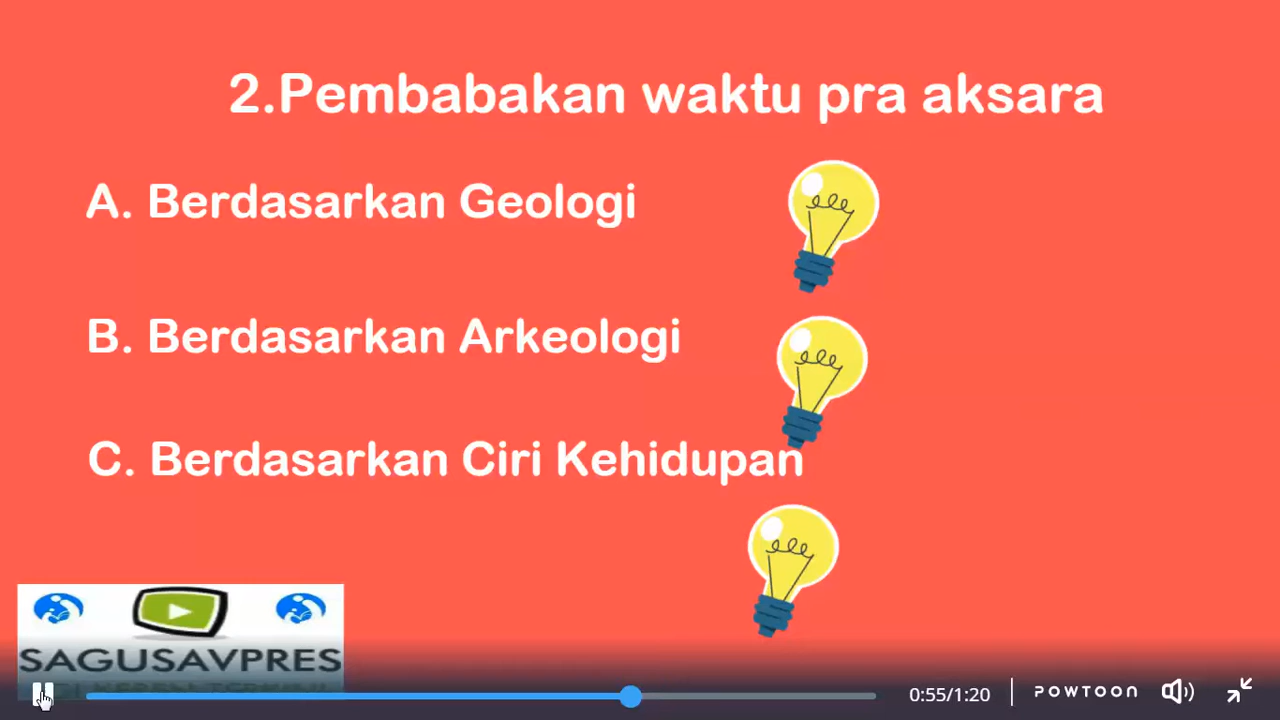 2.Pembabakan waktu pra aksara
A. Berdasarkan Geologi
B. Berdasarkan Arkeologi
C. Berdasarkan Ciri Kehidupan
SAGUSAVPRES
0:55/1:20
POWTOON